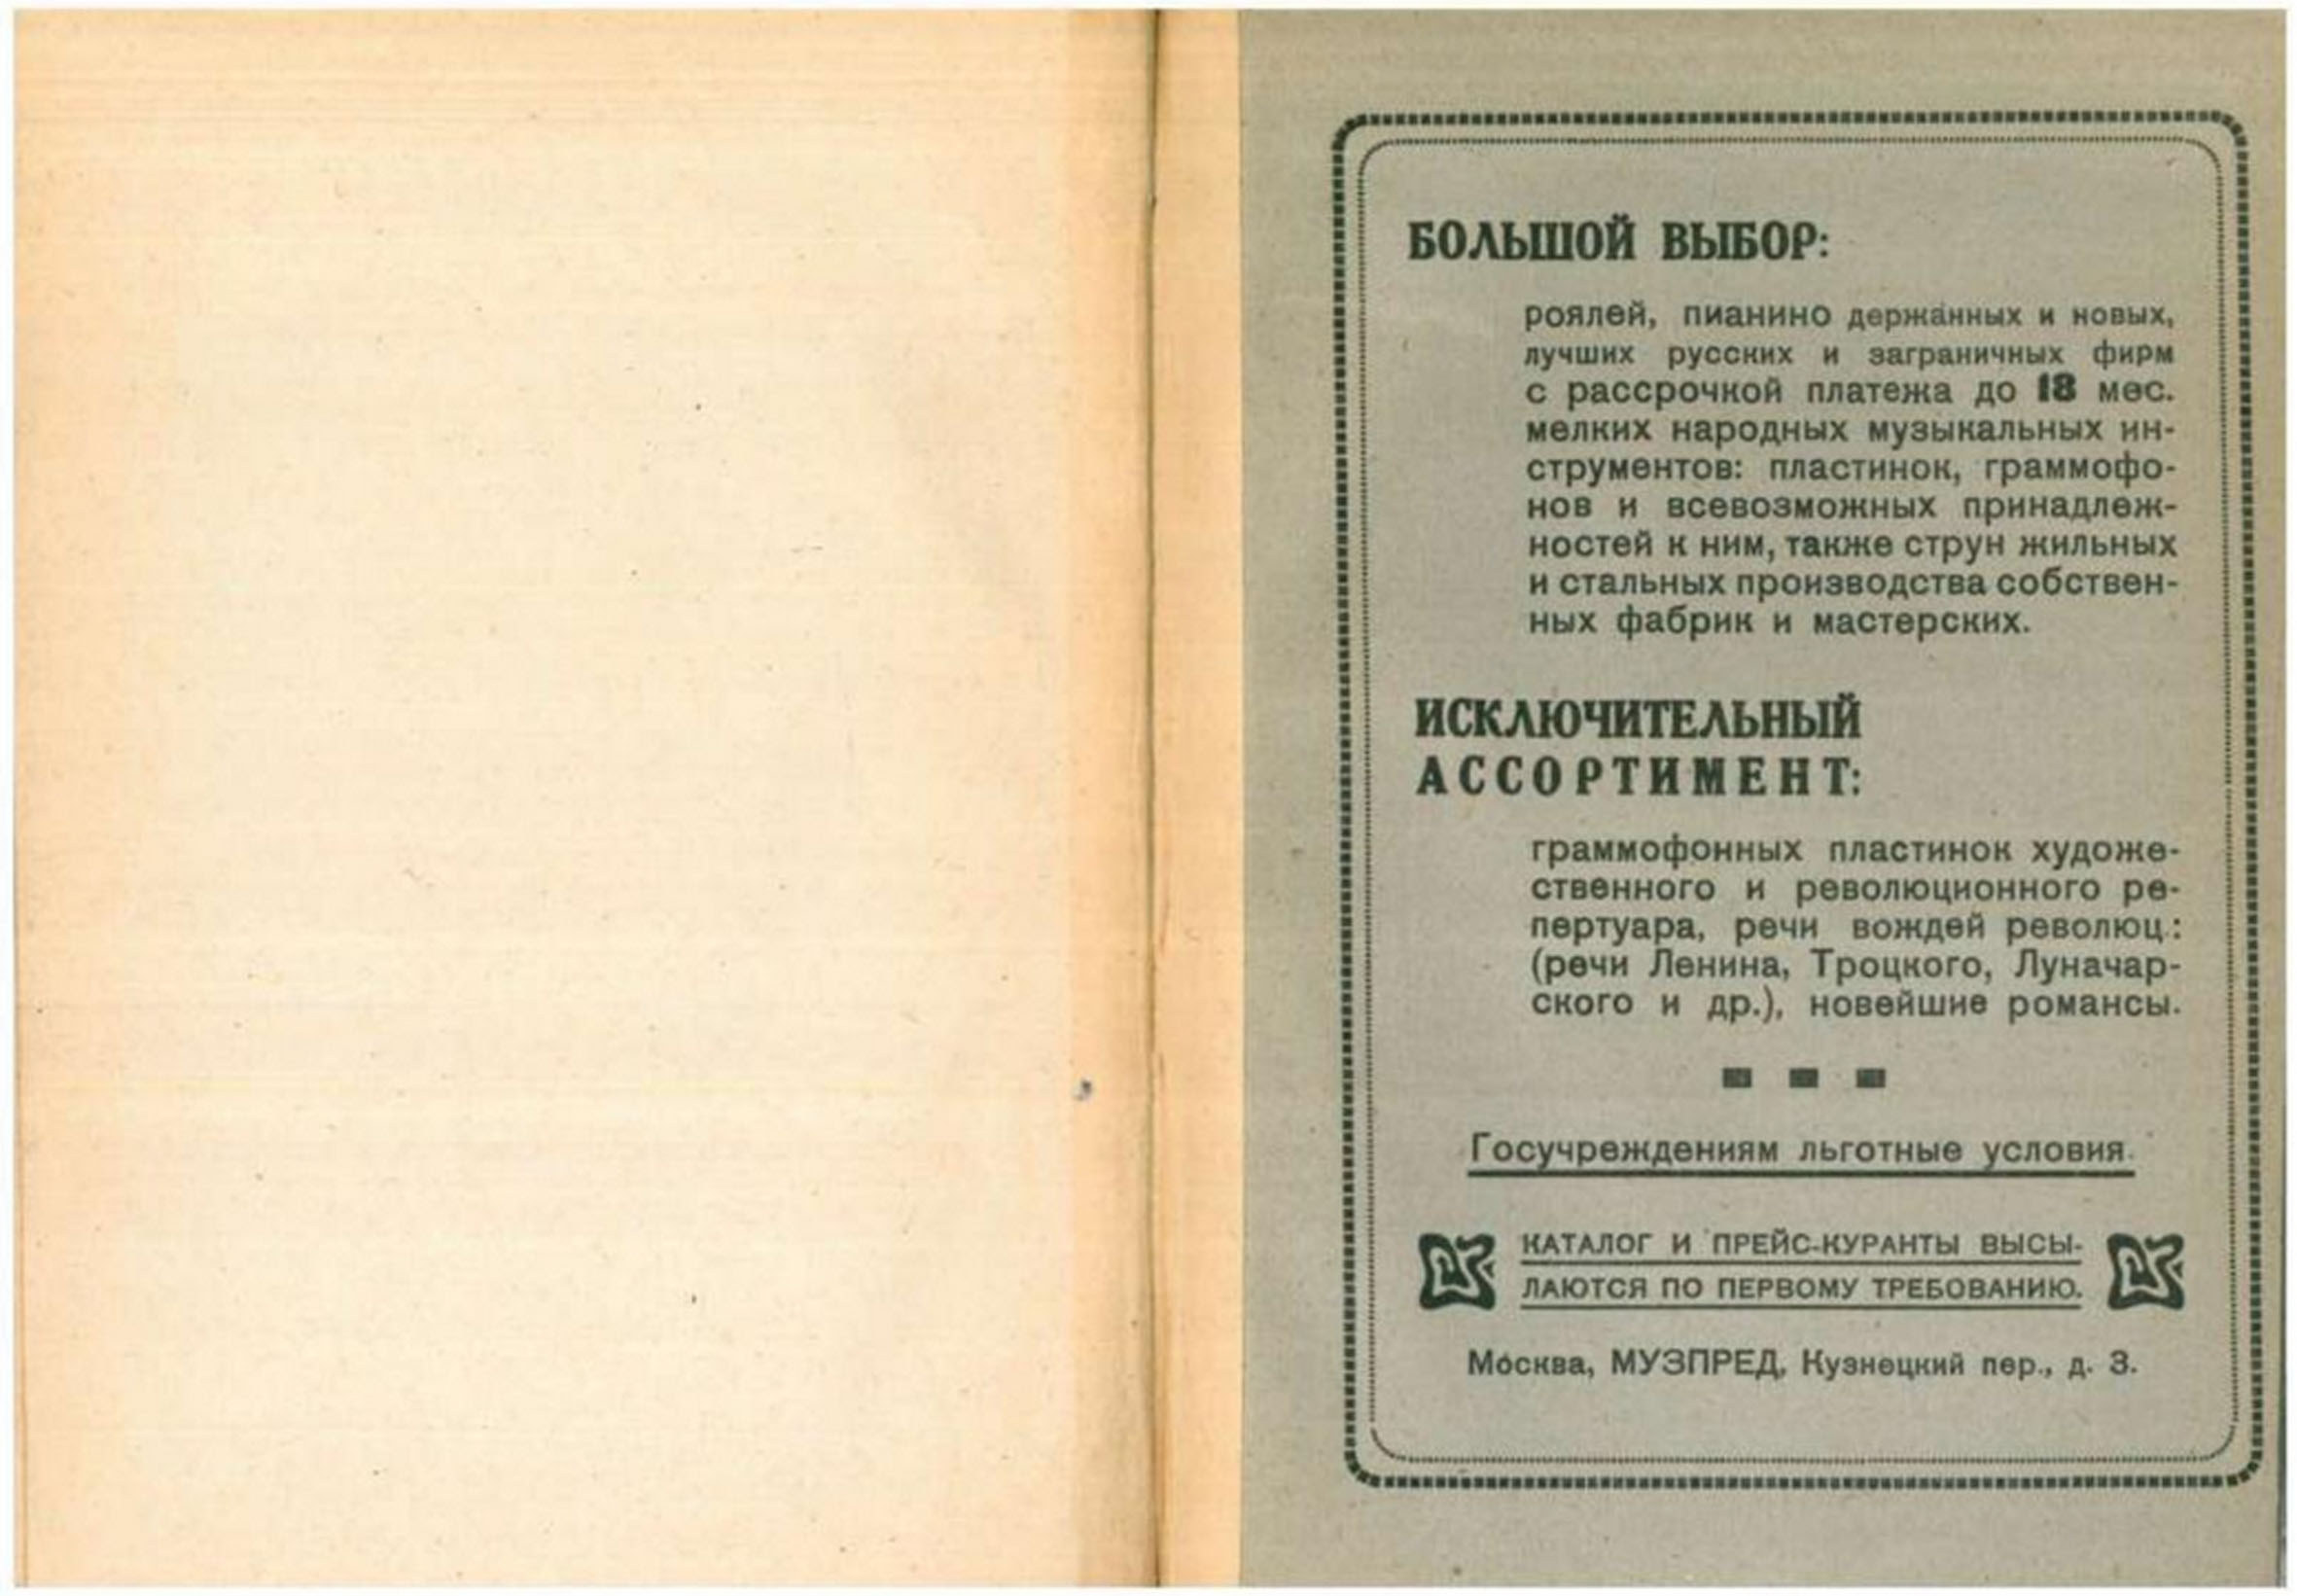 БОЛЬШОЙ ВЫБОР:
роялей, пианино держанных и новых,
лучших русских и заграничных фирм
с рассрочкой платежа до 18 мес.
мелких народных музыкальных ин-
струментов: пластинок, граммофо-
нов и всевозможных принадлеж-
ностей к ним, также струн жильных
и стальных производства собствен-
ных фабрик и мастерских.
ИСКЛЮЧИТЕЛЬНЫЙ
АССОРТИМЕНТ:
граммофонных пластинок художе-
ственного и революционного ре-
пертуара, речи вождей революц.:
(речи Ленина, Троцкого, Луначар-
ского и др.), новейшие романсы.
Госучреждениям льготные условия.
КАТАЛОГ И ПРЕЙС-КУРАНТЫ ВЫСЫ-
ЛАЮТСЯ ПО ПЕРВОМУ ТРЕБОВАНИЮ.
Москва, МУЗПРЕД, Кузнецкий пер., д. 3.